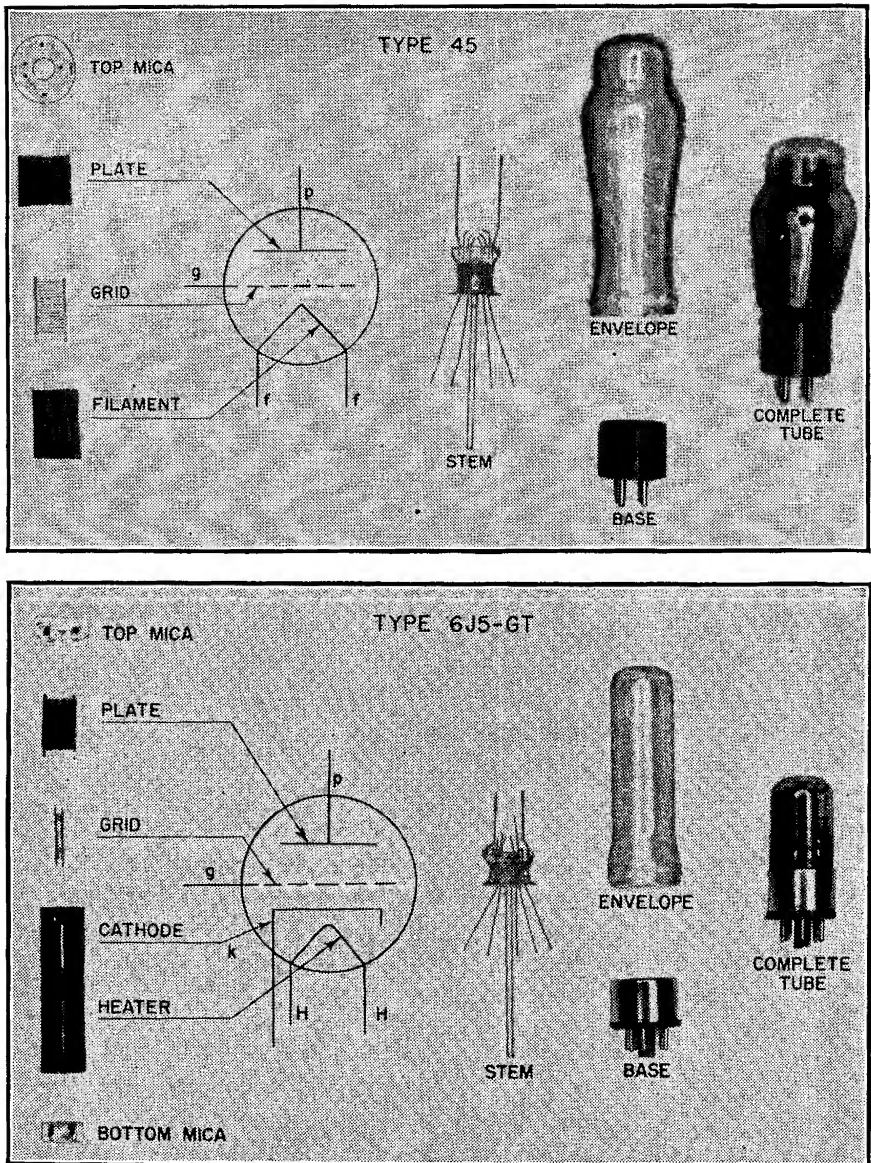 TYPE 45
TOP MICA
PLATE
p
g
GRID
FILAMENT
f
f
STEM
ENVELOPE
BASE
COMPLETE
TUBE
TYPE 6J5-GT
TOP MICA
PLATE
p
GRID
g
CATHODE
k
HEATER
H
H
STEM
ENVELOPE
BASE
COMPLETE
TUBE
BOTTOM MICA